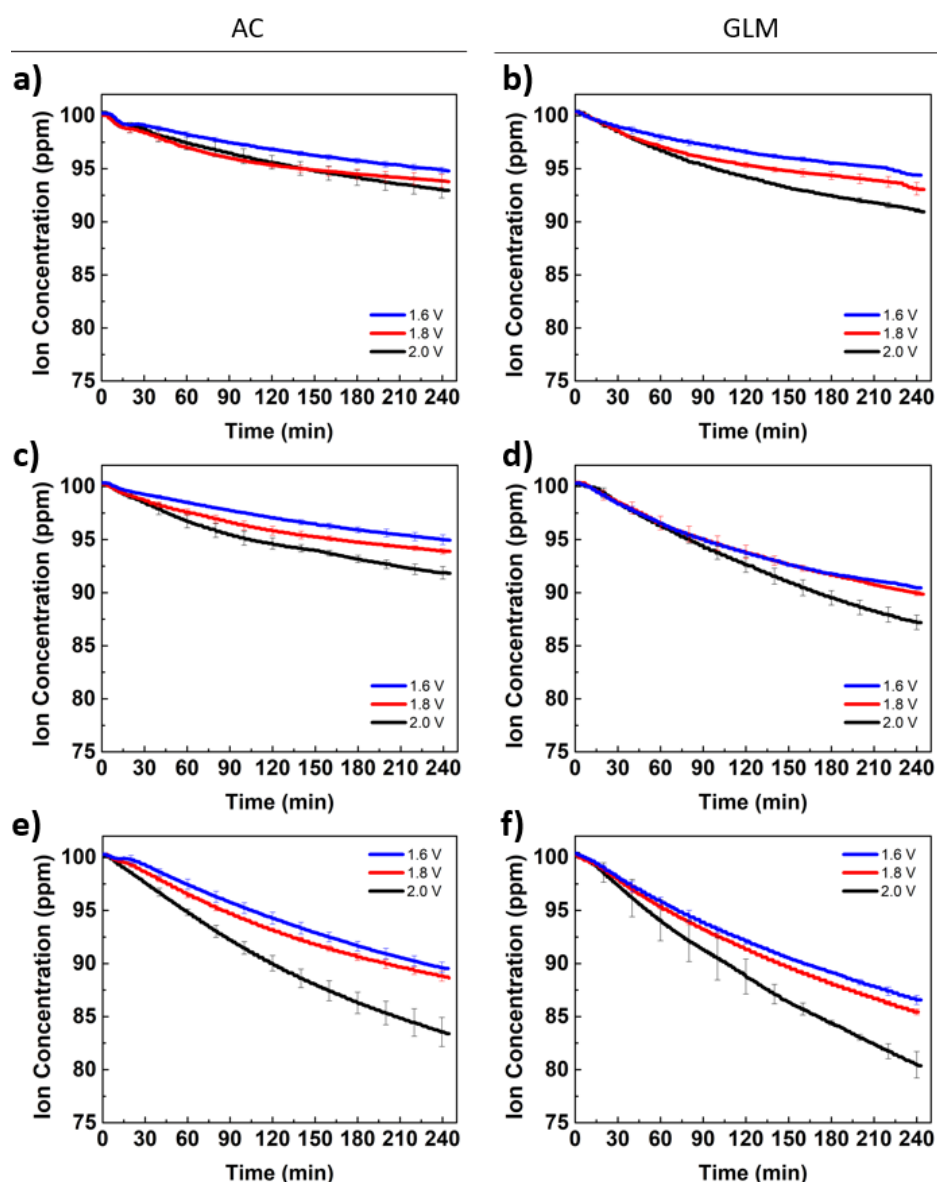 AC
GLM
a)
Ion Concentration (ppm)
100
95
90
85
80
75
1.6 V
1.8 V
2.0 V
0 30 60 90 120 150 180 210 240
Time (min)
b)
Ion Concentration (ppm)
100
95
90
85
80
75
1.6 V
1.8 V
2.0 V
0 30 60 90 120 150 180 210 240
Time (min)
c)
Ion Concentration (ppm)
100
95
90
85
80
75
1.6 V
1.8 V
2.0 V
0 30 60 90 120 150 180 210 240
Time (min)
d)
Ion Concentration (ppm)
100
95
90
85
80
75
1.6 V
1.8 V
2.0 V
0 30 60 90 120 150 180 210 240
Time (min)
e)
Ion Concentration (ppm)
100
95
90
85
80
75
1.6 V
1.8 V
2.0 V
0 30 60 90 120 150 180 210 240
Time (min)
f)
Ion Concentration (ppm)
100
95
90
85
80
75
1.6 V
1.8 V
2.0 V
0 30 60 90 120 150 180 210 240
Time (min)